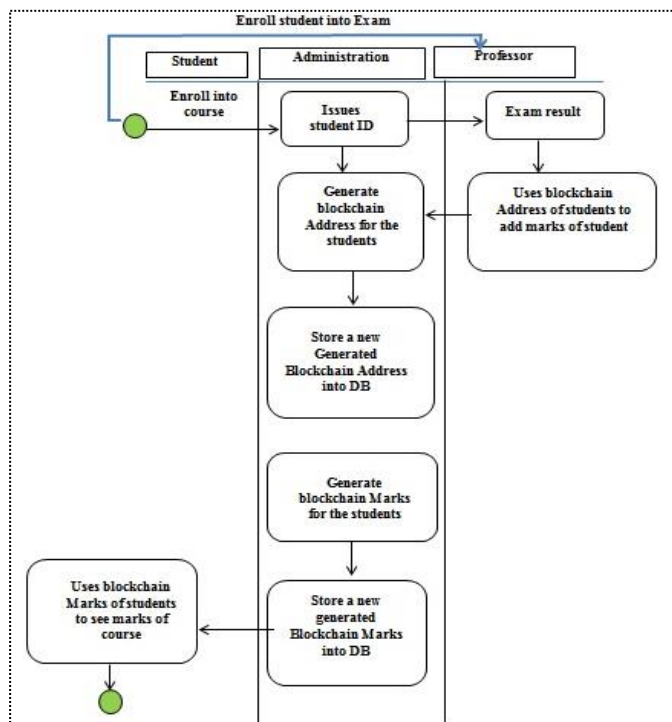 Enroll student into Exam
Student
Administration
Professor
Enroll into
course
Issues
student ID
Exam result
Generate
blockchain
Address for the
students
Uses blockchain
Address of students to
add marks of student
Store a new
Generated
Blockchain Address
into DB
Generate
blockchain Marks
for the students
Uses blockchain
Marks of students
to see marks of
course
Store a new
generated
Blockchain Marks
into DB